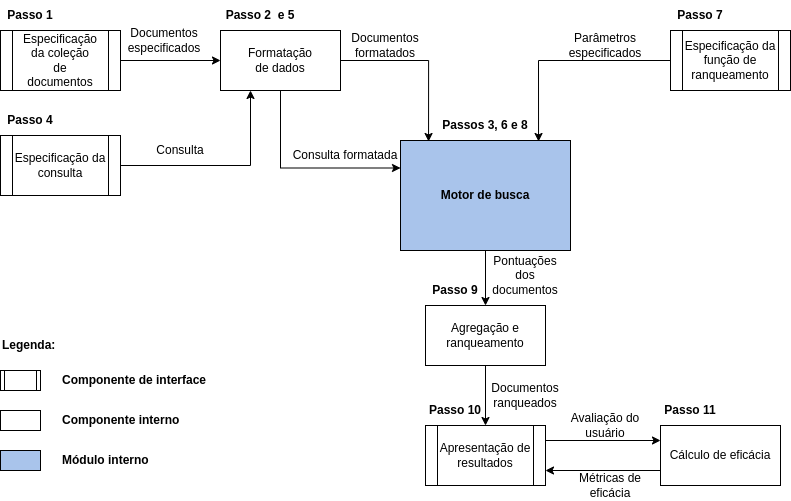 Passo 1
Especificação
da coleção
de
documentos
Documentos
especificados
Passo 2 e 5
Formatação
de dados
Documentos
formatados
Parâmetros
especificados
Passo 7
Especificação da
função de
ranqueamento
Passo 4
Especificação da
consulta
Consulta
Consulta formatada
Passos 3, 6 e 8
Motor de busca
Pontuações
dos
documentos
Passo 9
Agregação e
ranqueamento
Documentos
ranqueados
Passo 10
Apresentação de
resultados
Avaliação do
usuário
Métricas de
eficácia
Passo 11
Cálculo de eficácia
Legenda:
Componente de interface
Componente interno
Módulo interno